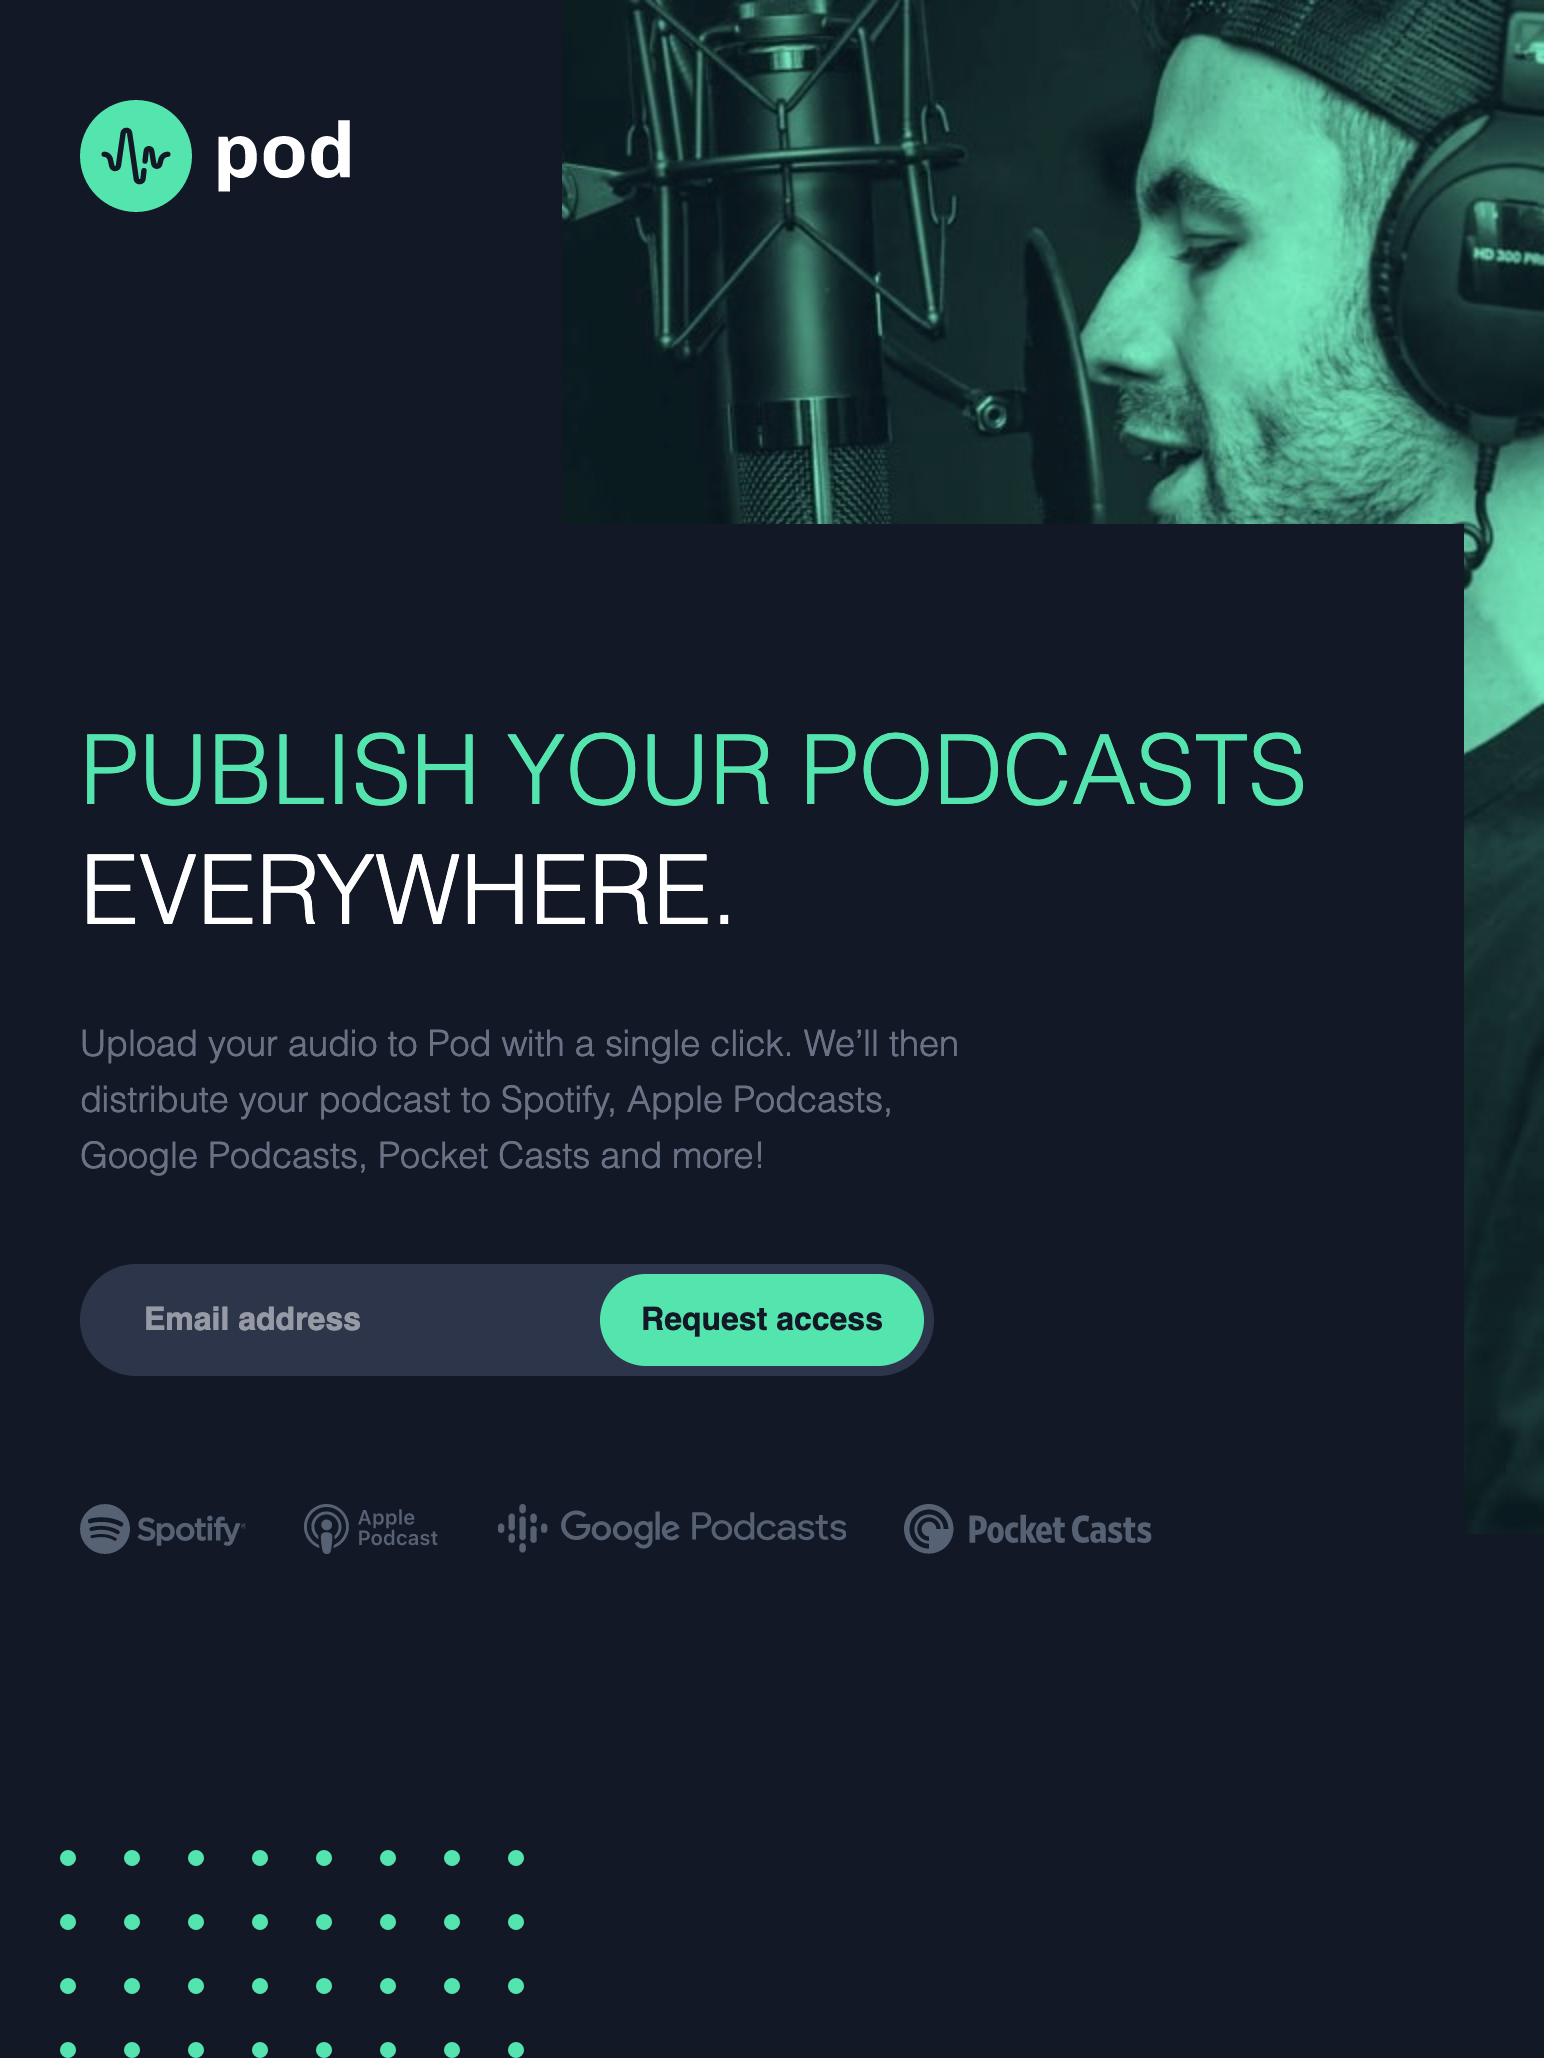 pod
HD 300
PUBLISH YOUR PODCASTS
EVERYWHERE.
Upload your audio to Pod with a single click. We’ll then
distribute your podcast to Spotify, Apple Podcasts,
Google Podcasts, Pocket Casts and more!
Email address
Request access
Spotify
Apple
Podcast
Google Podcasts
Pocket Casts